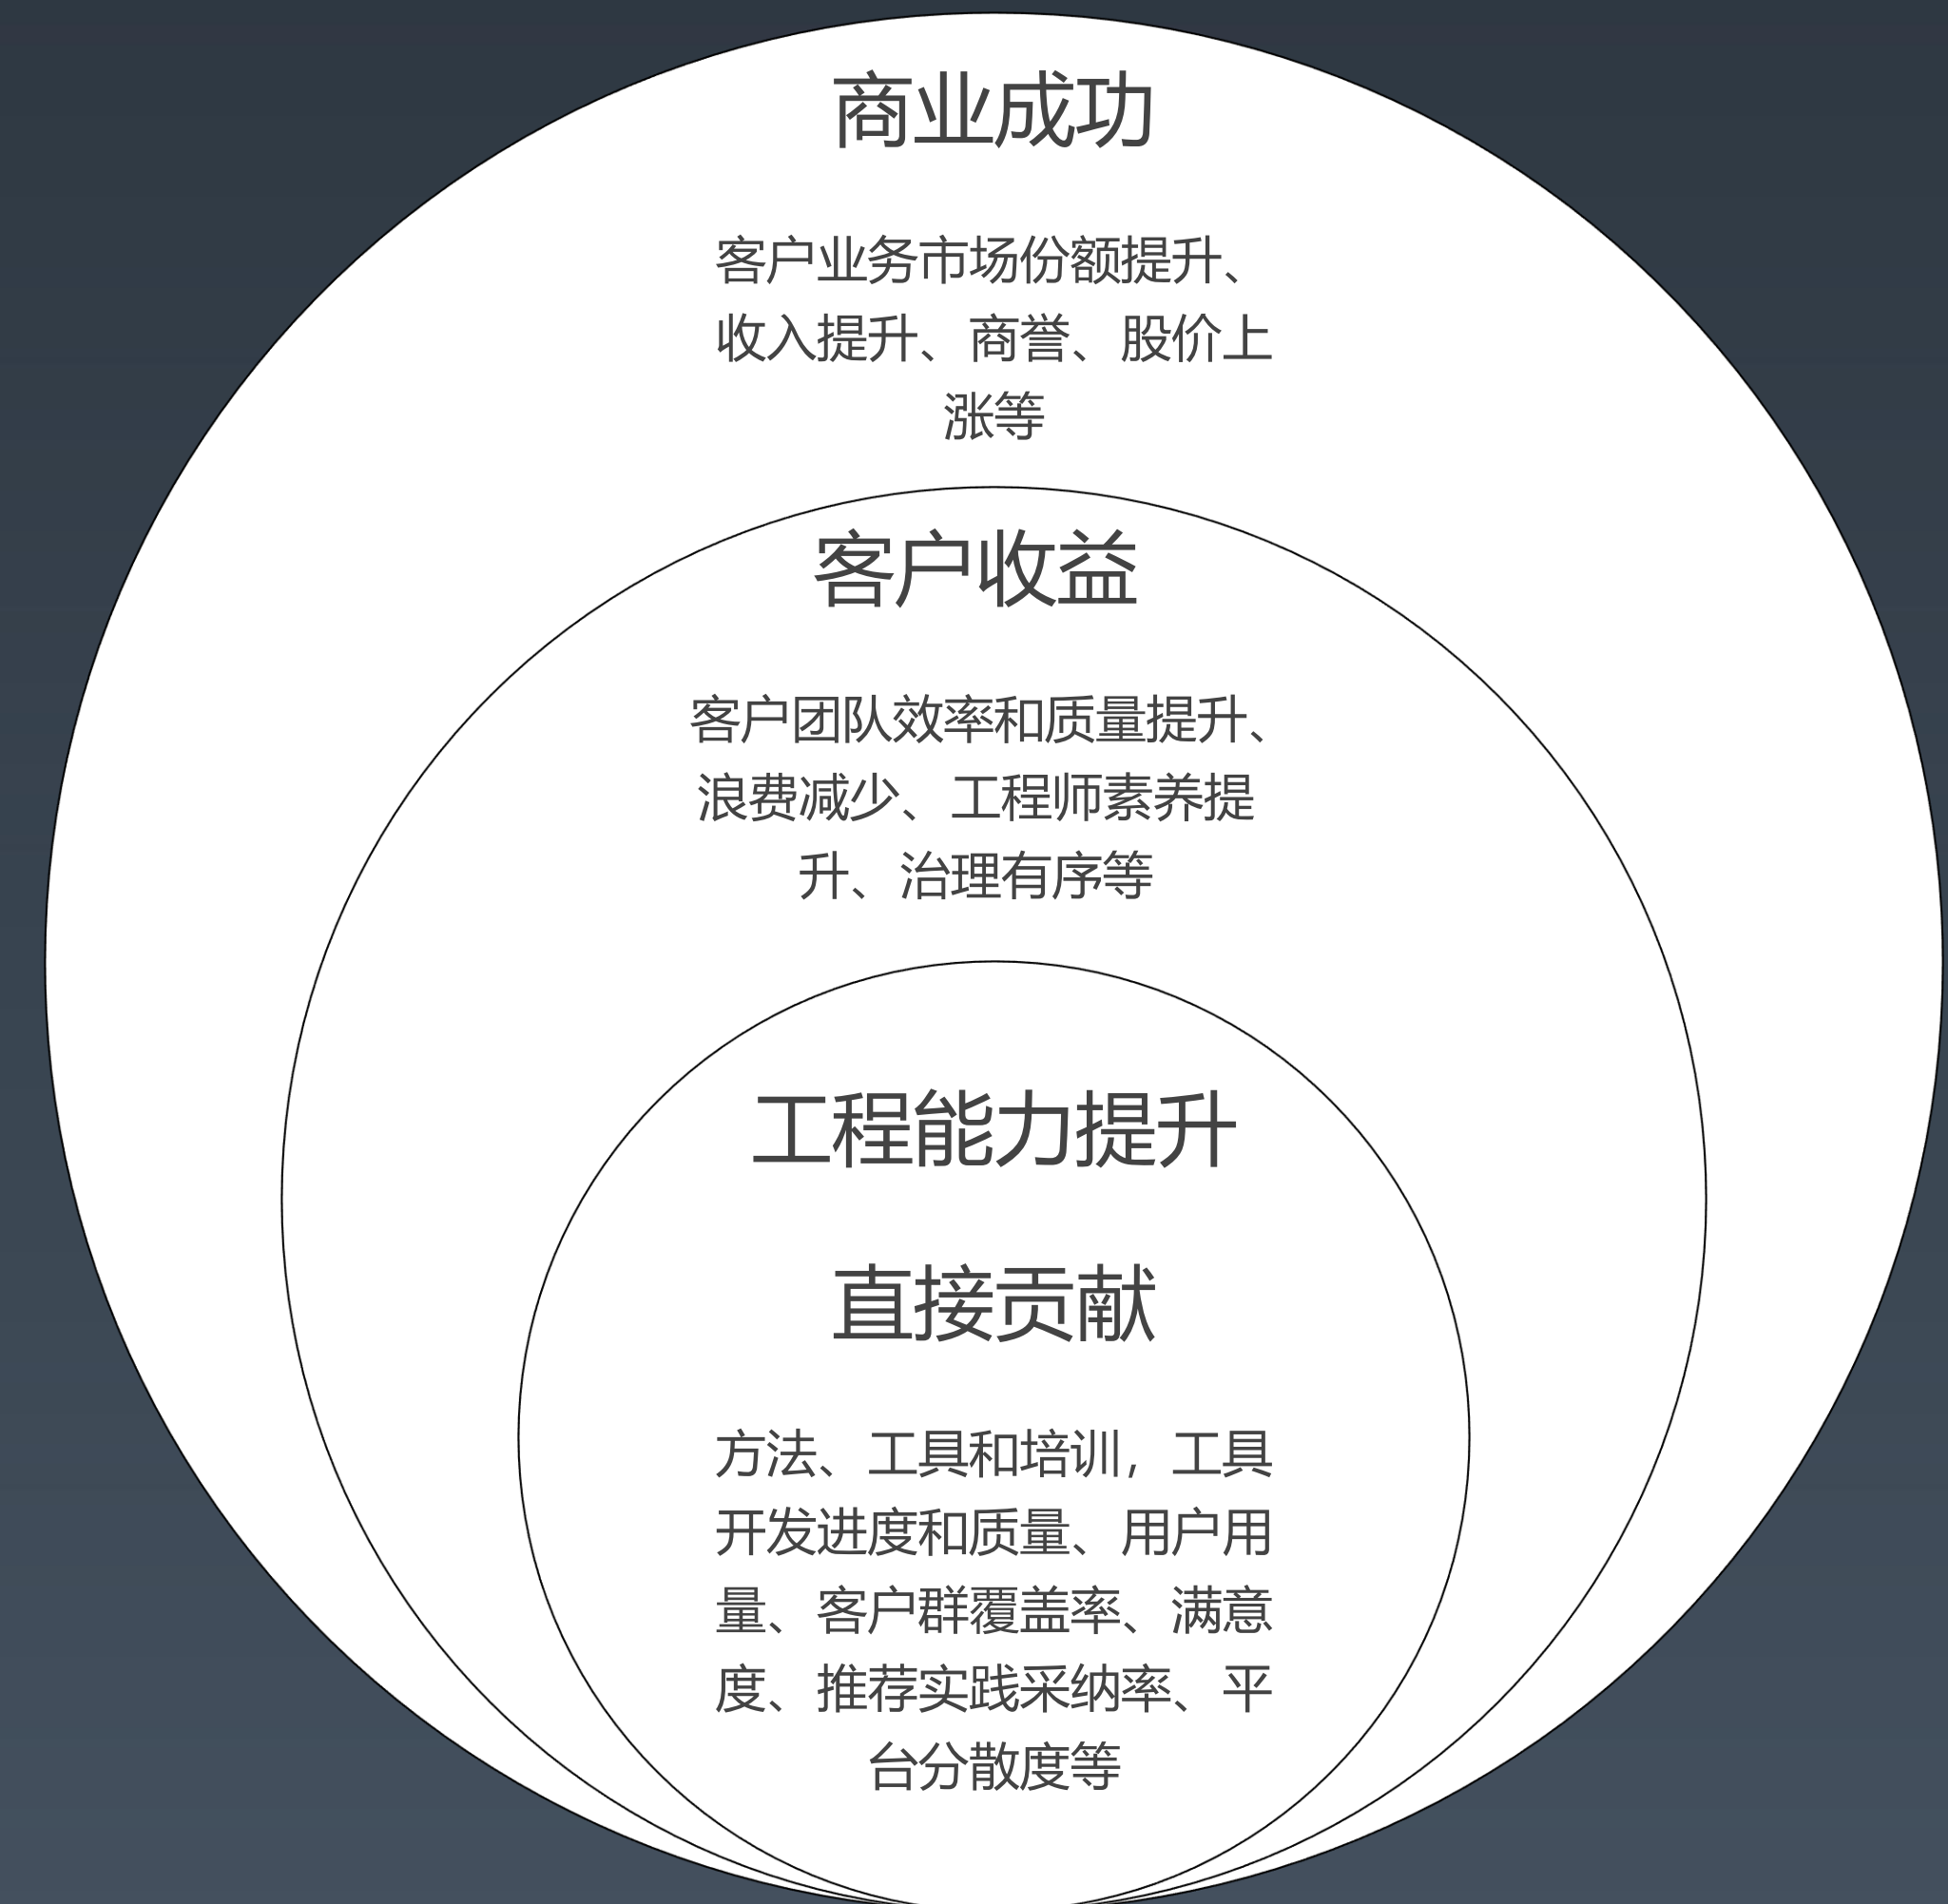 商业成功
客户业务市场份额提升、
收入提升、商誉、股价上
涨等
客户收益
客户团队效率和质量提升、
浪费减少、工程师素养提
升、治理有序等
工程能力提升
直接贡献
方法、工具和培训，工具
开发进度和质量、用户用
量、客户群覆盖率、满意
度、推荐实践采纳率、平
台分散度等